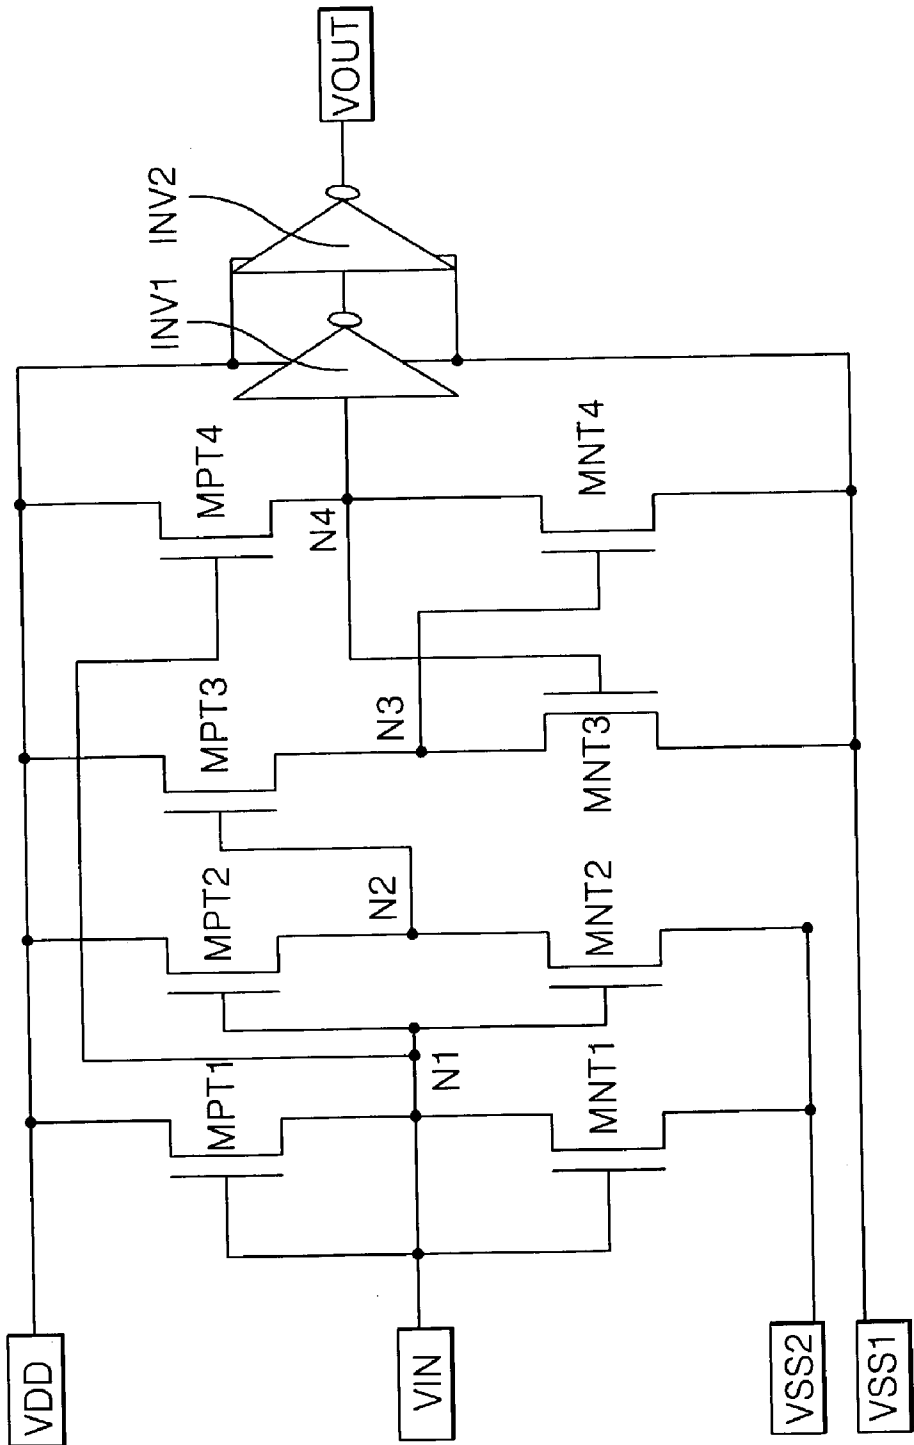 VDD
VIN
VSS2
VSS1
MPT1
MNT1
N1
MPT2
N2
MNT2
MPT3
N3
MNT3
MPT4
N4
MNT4
INV1
INV2
VOUT